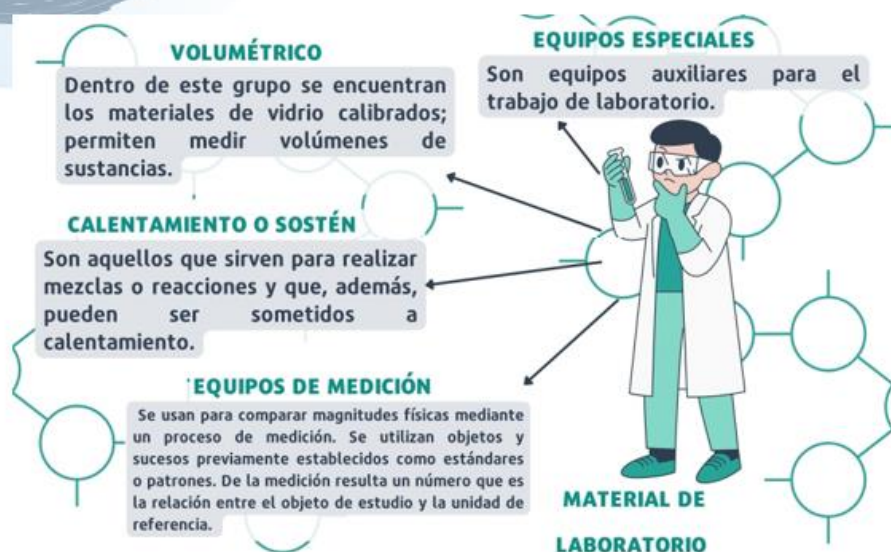 VOLUMÉTRICO
Dentro de este grupo se encuentran
los materiales de vidrio calibrados;
permiten medir volúmenes de
sustancias.
EQUIPOS ESPECIALES
Son equipos auxiliares para el
trabajo de laboratorio.
CALENTAMIENTO O SOSTÉN
Son aquellos que sirven para realizar
mezclas o reacciones y que, además,
pueden ser sometidos a
calentamiento.
EQUIPOS DE MEDICIÓN
Se usan para comparar magnitudes físicas mediante
un proceso de medición. Se utilizan objetos y
sucesos previamente establecidos como estándares
o patrones. De la medición resulta un número que es
la relación entre el objeto de estudio y la unidad de
referencia.
MATERIAL DE
LABORATORIO